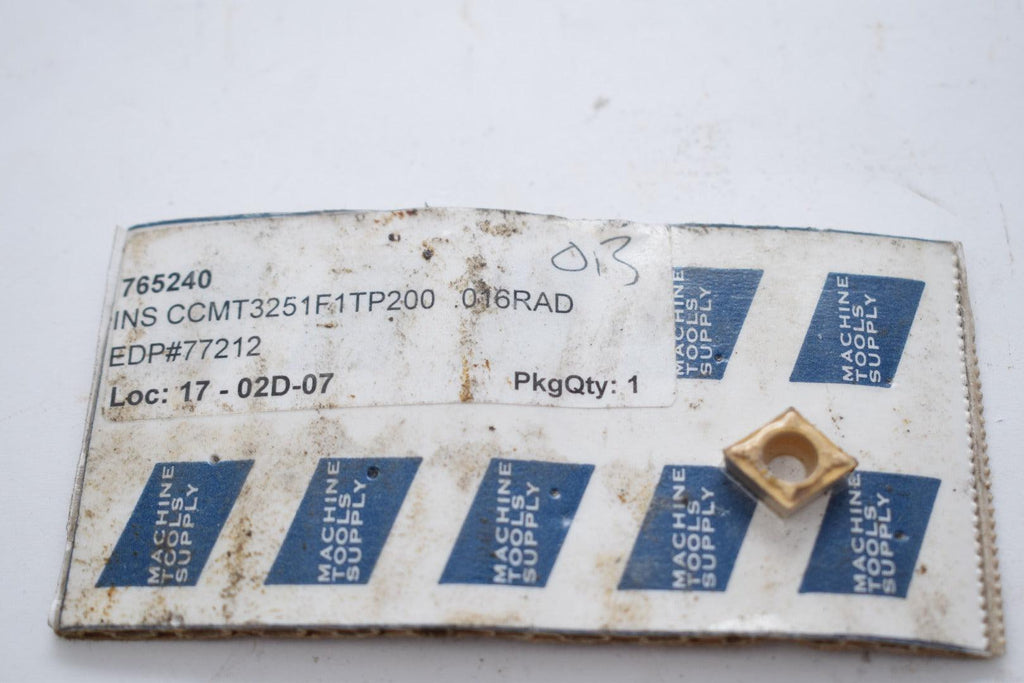 013
765240
INS CCMT3251F1TP200 .016RAD
EDP#77212
Loc: 17 - 02D-07
PkgQty: 1
MACHINE
TOOLS
SUPPLY
MACHINE
TOOLS
SUPPLY
MACHINE
TOOLS
SUPPLY
MACHINE
TOOLS
SUPPLY
MACHINE
TOOLS
SUPPLY
MACHINE
TOOLS
SUPPLY
MACHINE
TOOLS
SUPPLY